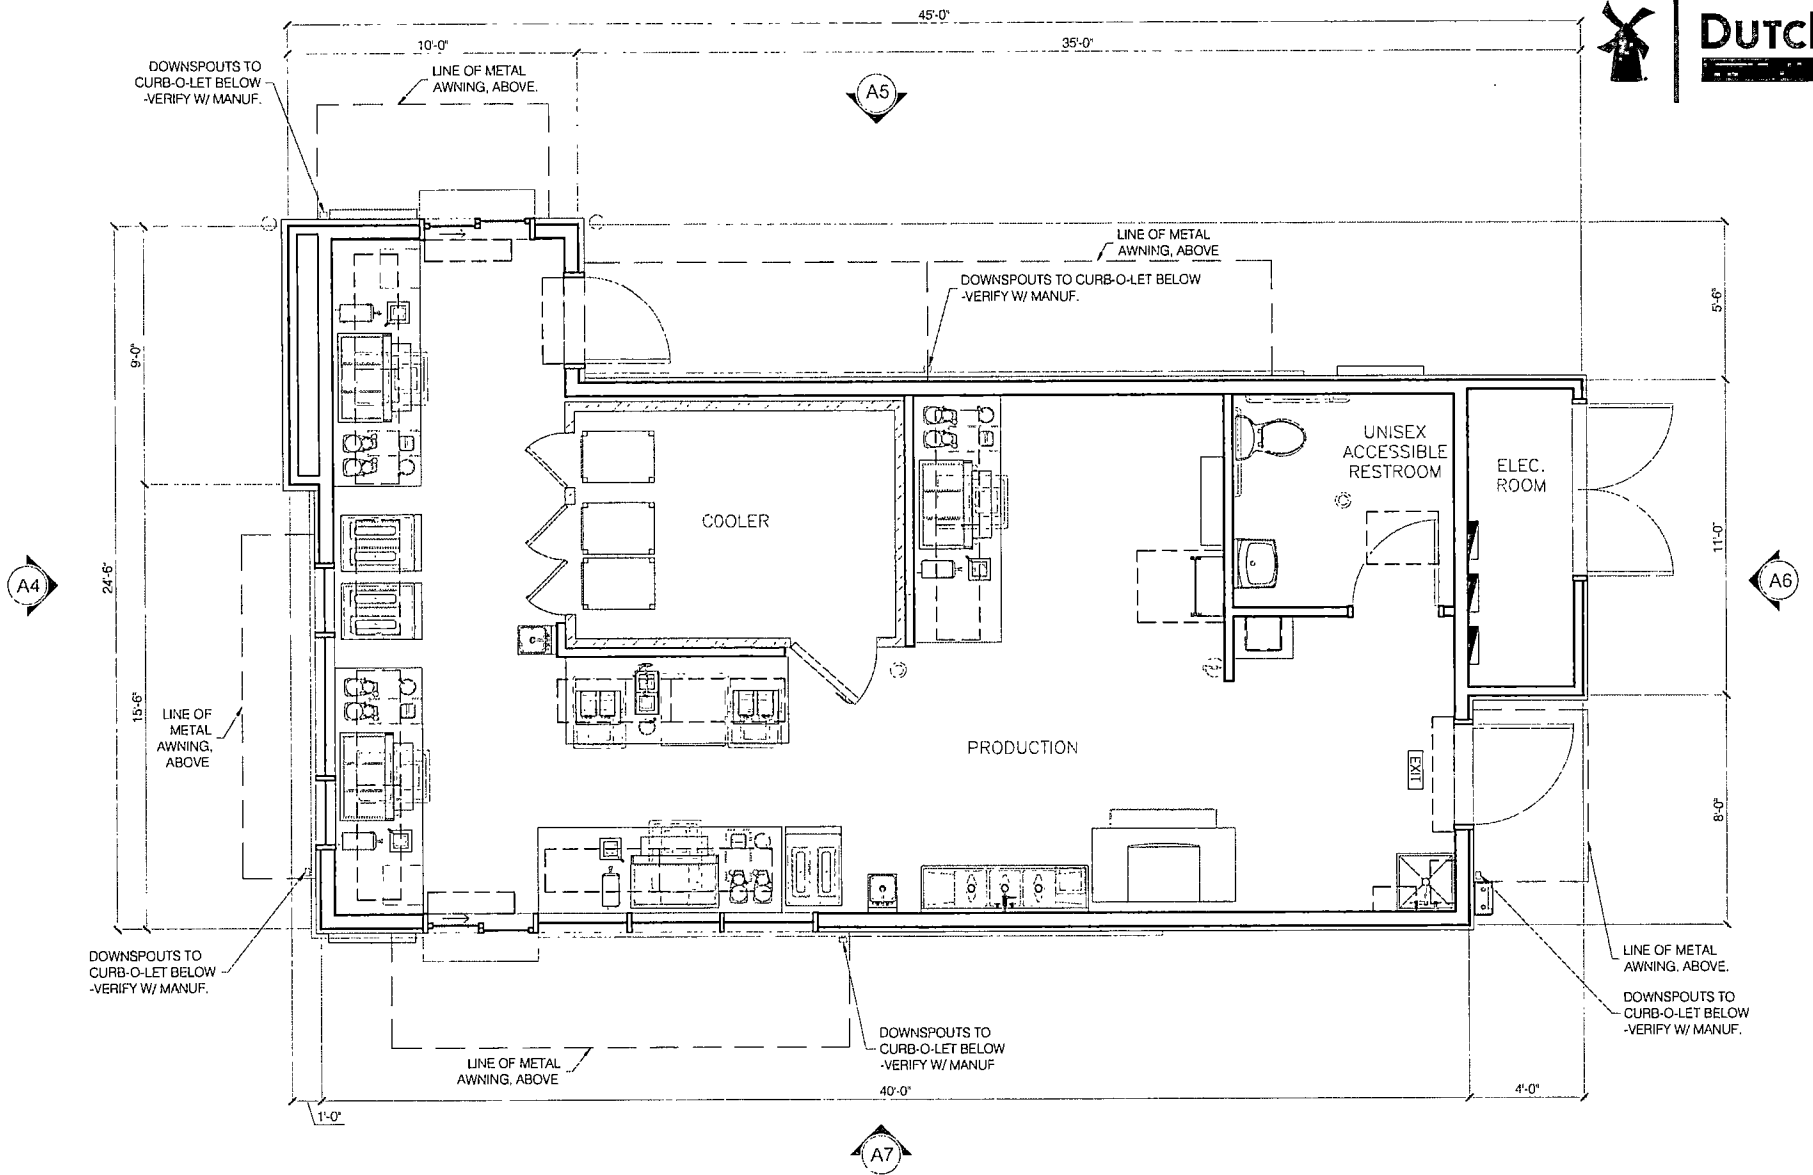 45'-0"
10'-0"
35'-0"
DUTCH
DOWNSPOUTS TO
CURB-O-LET BELOW
-VERIFY W/ MANUF.
LINE OF METAL
AWNING, ABOVE.
A5
LINE OF METAL
AWNING, ABOVE
DOWNSPOUTS TO CURB-O-LET BELOW
-VERIFY W/ MANUF.
5'-6"
9'-0"
UNISEX
ACCESSIBLE
RESTROOM
ELEC.
ROOM
COOLER
11'-0"
A4
24'-6"
A6
15'-6"
LINE OF
METAL
AWNING,
ABOVE
PRODUCTION
EXIT
8'-0"
DOWNSPOUTS TO
CURB-O-LET BELOW
-VERIFY W/ MANUF.
LINE OF METAL
AWNING. ABOVE.
DOWNSPOUTS TO
CURB-O-LET BELOW
-VERIFY W/ MANUF.
DOWNSPOUTS TO
CURB-O-LET BELOW
-VERIFY W/ MANUF
LINE OF METAL
AWNING, ABOVE
40'-0"
4'-0"
1'-0"
A7